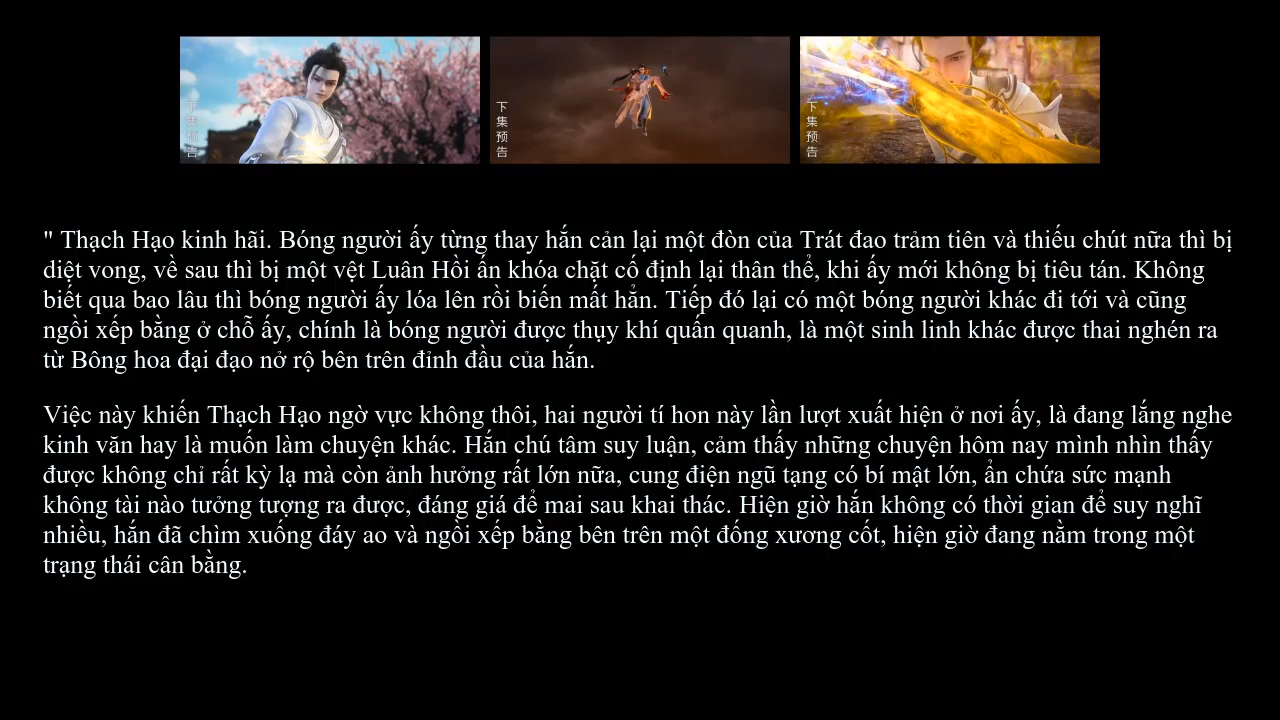 下集预告
下集预告
下集预告
" Thạch Hạo kinh hãi. Bóng người ấy từng thay hắn cản lại một đòn của Trát đao trảm tiên và thiếu chút nữa thì bị
diệt vong, về sau thì bị một vệt Luân Hồi ấn khóa chặt cố định lại thân thể, khi ấy mới không bị tiêu tán. Không
biết qua bao lâu thì bóng người ấy lóa lên rồi biến mất hẳn. Tiếp đó lại có một bóng người khác đi tới và cũng
ngồi xếp bằng ở chỗ ấy, chính là bóng người được thụy khí quấn quanh, là một sinh linh khác được thai nghén ra
từ Bông hoa đại đạo nở rộ bên trên đỉnh đầu của hắn.
Việc này khiến Thạch Hạo ngờ vực không thôi, hai người tí hon này lần lượt xuất hiện ở nơi ấy, là đang lắng nghe
kinh văn hay là muốn làm chuyện khác. Hắn chú tâm suy luận, cảm thấy những chuyện hôm nay mình nhìn thấy
được không chỉ rất kỳ lạ mà còn ảnh hưởng rất lớn nữa, cung điện ngũ tạng có bí mật lớn, ẩn chứa sức mạnh
không tài nào tưởng tượng ra được, đáng giá để mai sau khai thác. Hiện giờ hắn không có thời gian để suy nghĩ
nhiều, hắn đã chìm xuống đáy ao và ngồi xếp bằng bên trên một đống xương cốt, hiện giờ đang nằm trong một
trạng thái cân bằng.